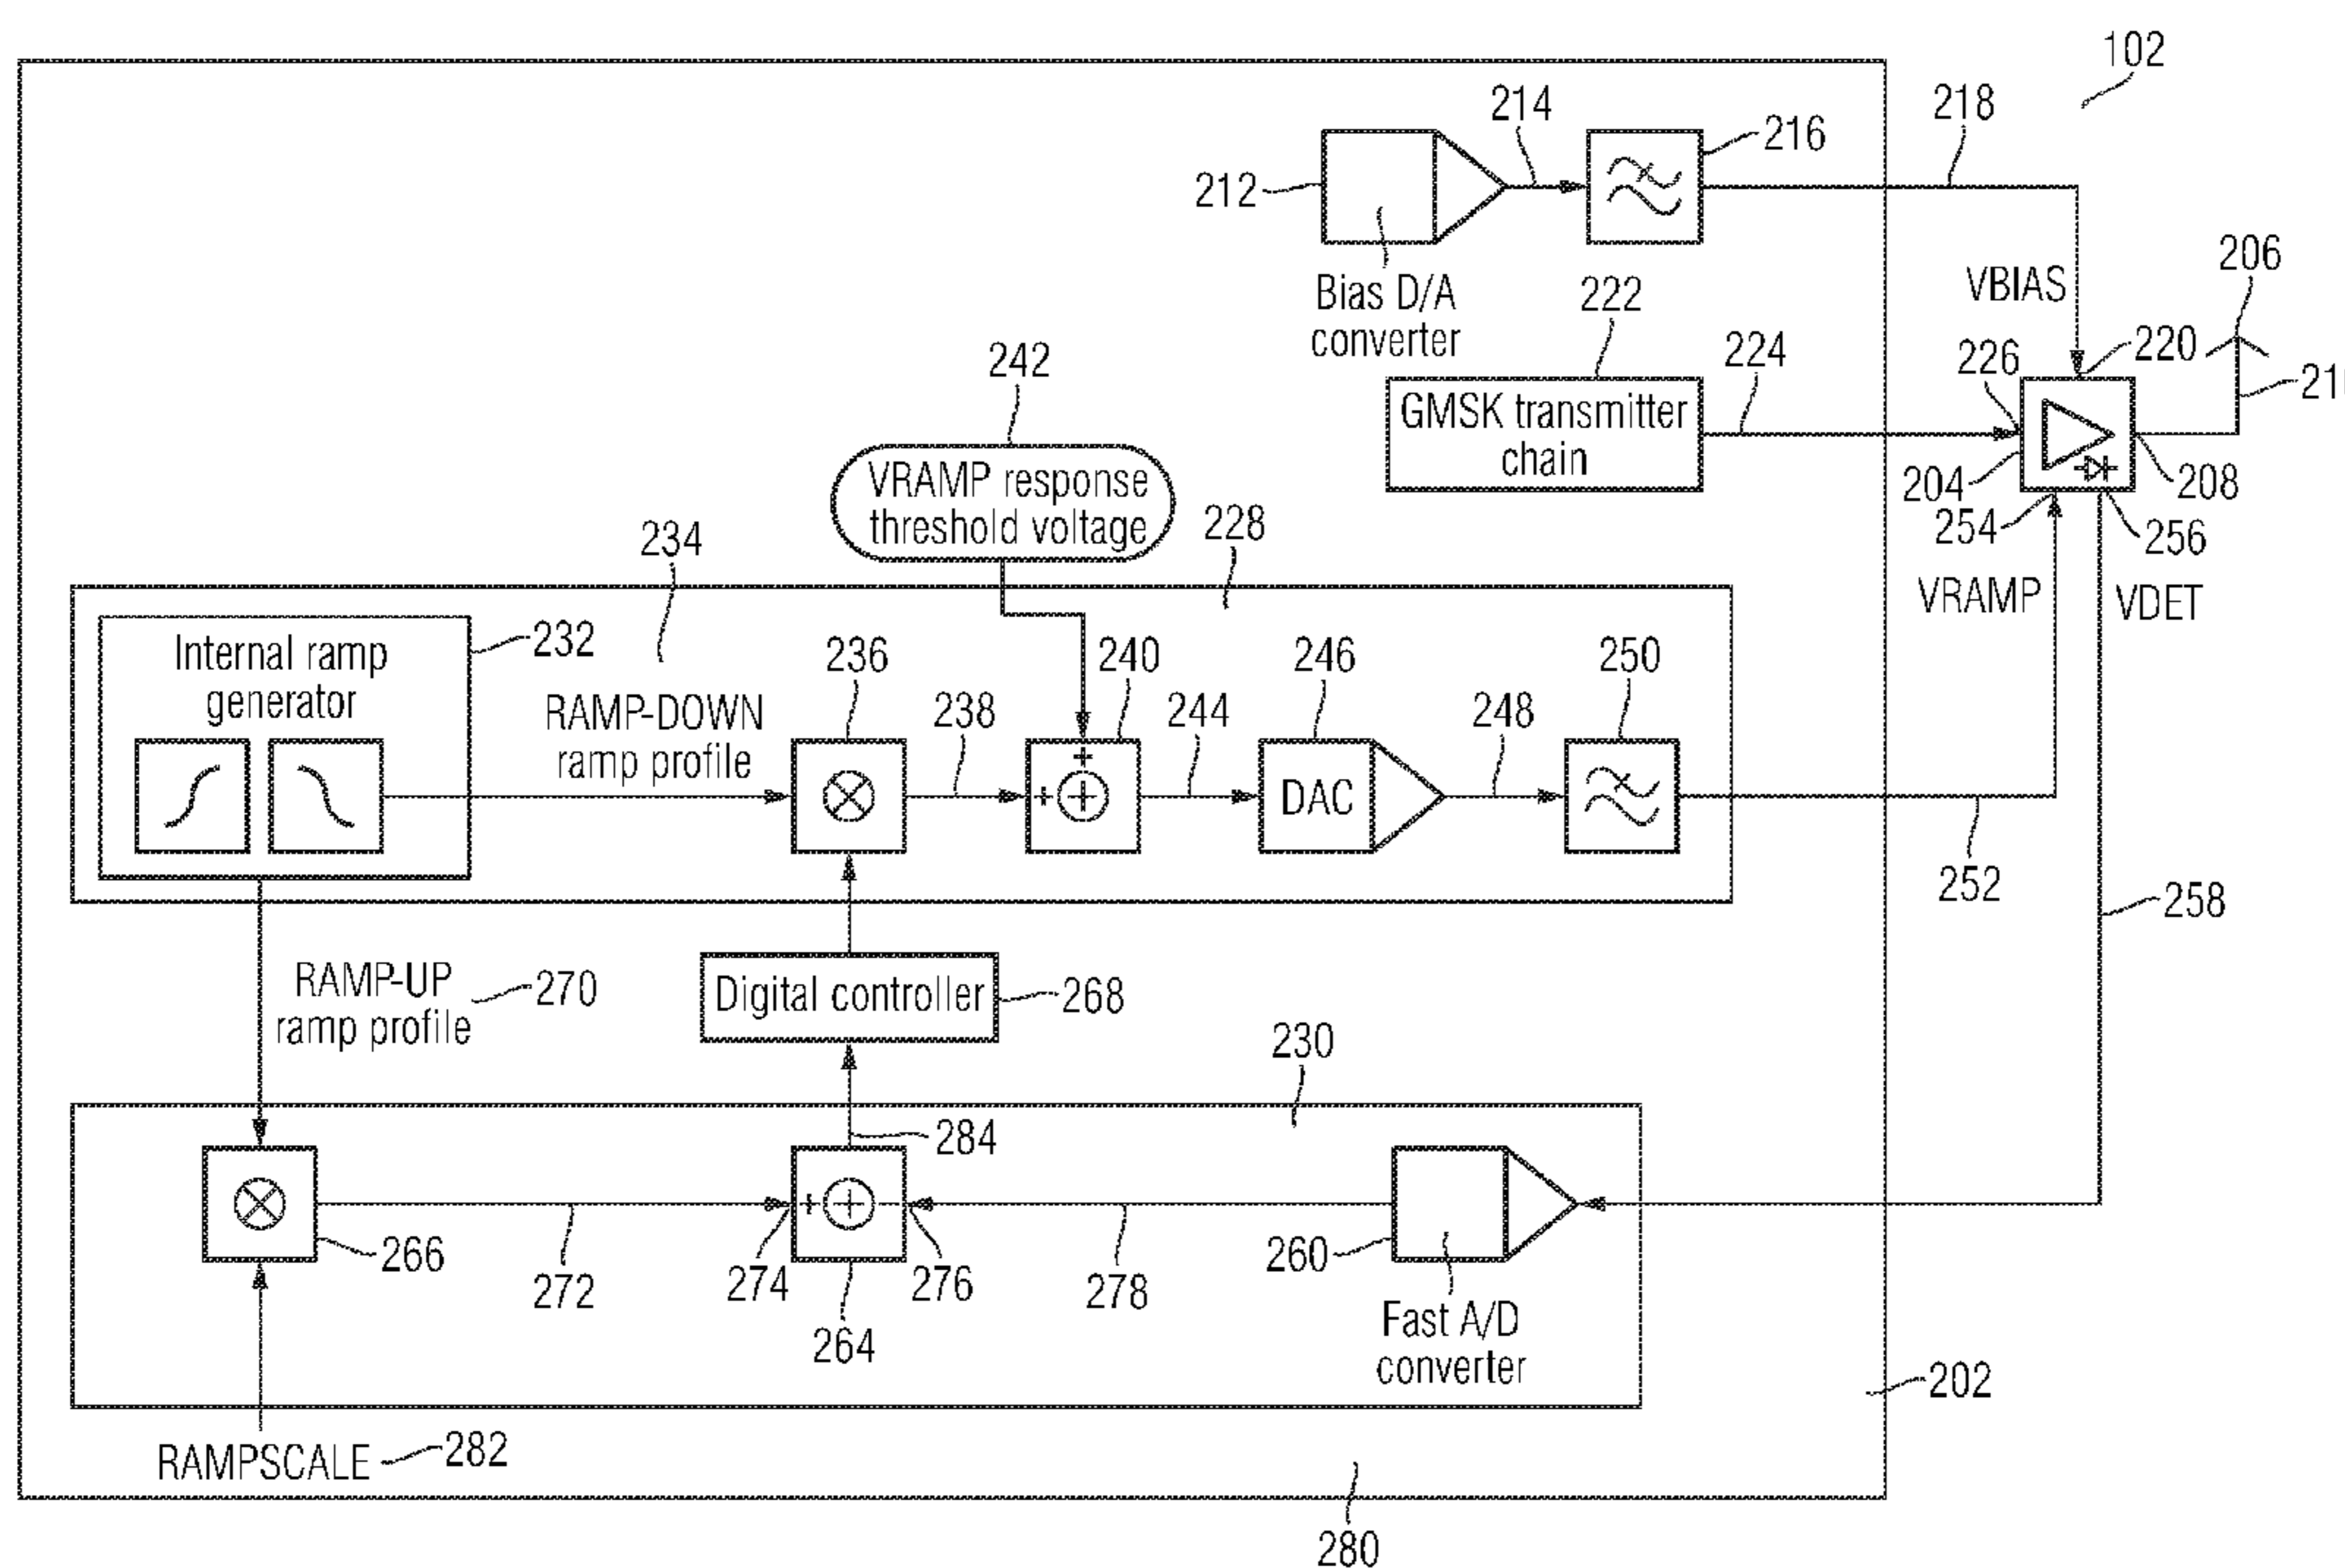 102
214
218
216
212
206
Bias D/A
converter
222
VBIAS
220
226
224
242
GMSK transmitter
chain
VRAMP response
threshold voltage
204
208
254
256
228
234
VRAMP
VDET
Internal ramp
generator
232
236
240
246
250
RAMP-DOWN
ramp profile
238
244
248
+
+
DAC
252
258
RAMP-UP
ramp profile
270
Digital controller
268
230
284
+
-
266
272
274
276
278
260
264
Fast A/D
converter
202
RAMPSCALE
282
280